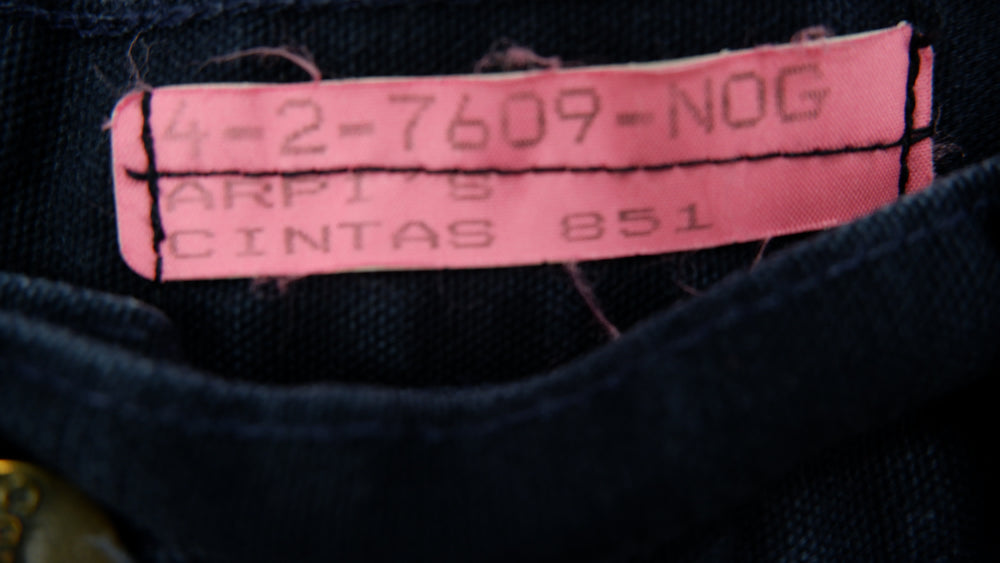 4-2-7609-NOG
ARPI'S
CINTAS 851